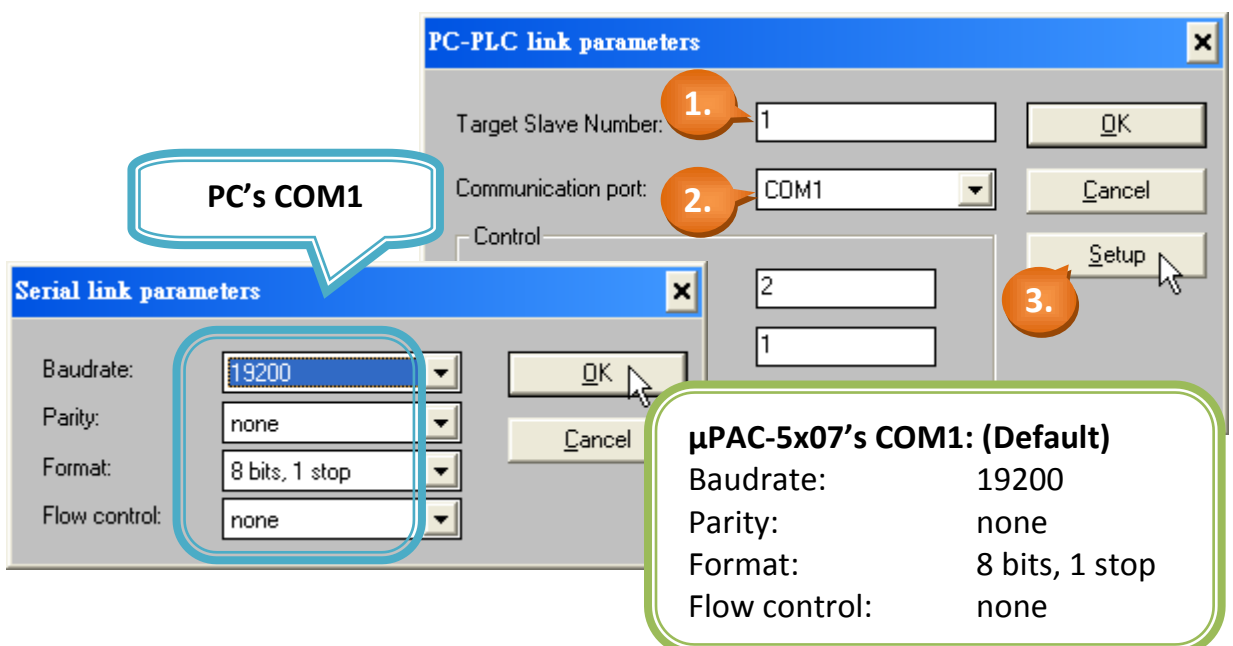 PC-PLC link parameters
Target Slave Number:
1.
1
OK
Communication port:
2.
COM1
Cancel
Control
Setup
3.
2
1
PC's COM1
Serial link parameters
Baudrate:
19200
OK
Parity:
none
Cancel
Format:
8 bits, 1 stop
Flow control:
none
µPAC-5x07's COM1: (Default)
Baudrate: 19200
Parity: none
Format: 8 bits, 1 stop
Flow control: none